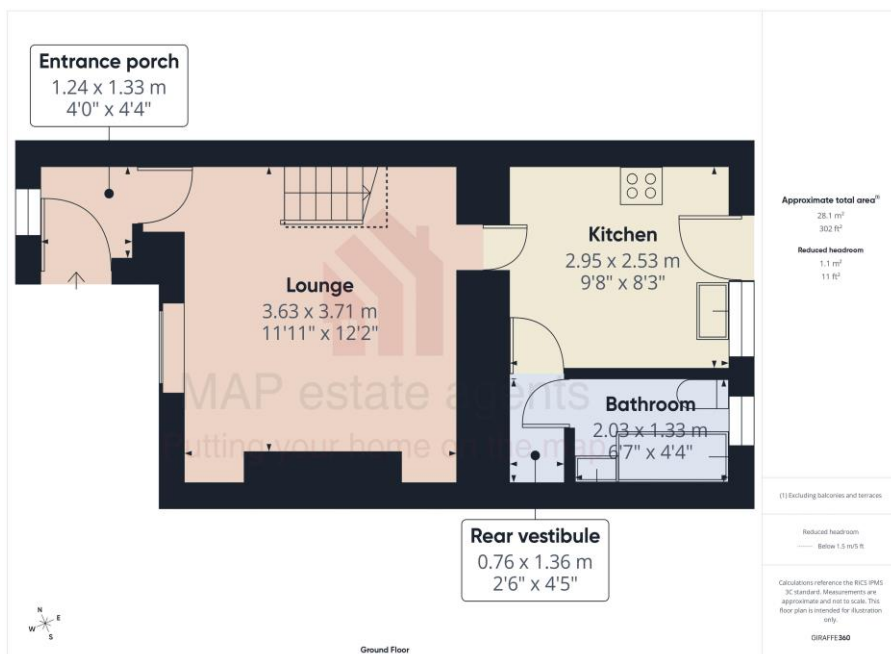 Entrance porch
1.24 x 1.33 m
4'0" x 4'4"
Lounge
3.63 x 3.71 m
11'11" x 12'2"
Kitchen
2.95 x 2.53 m
9'8" x 8'3"
Bathroom
2.03 x 1.33 m
6'7" x 4'4"
MAP estate agents
Putting your home on the map
Rear vestibule
0.76 x 1.36 m
2'6" x 4'5"
N
E
W
S
Ground Floor
Approximate total area(1)
28.1 m²
302 ft²
Reduced headroom
1.1 m²
11 ft²
(1) Excluding balconies and terraces
Reduced headroom
Below 1.5 m/5 ft
Calculations reference the RICS IPMS
3C standard. Measurements are
approximate and not to scale. This
floor plan is intended for illustration
only.
GIRAFFE360